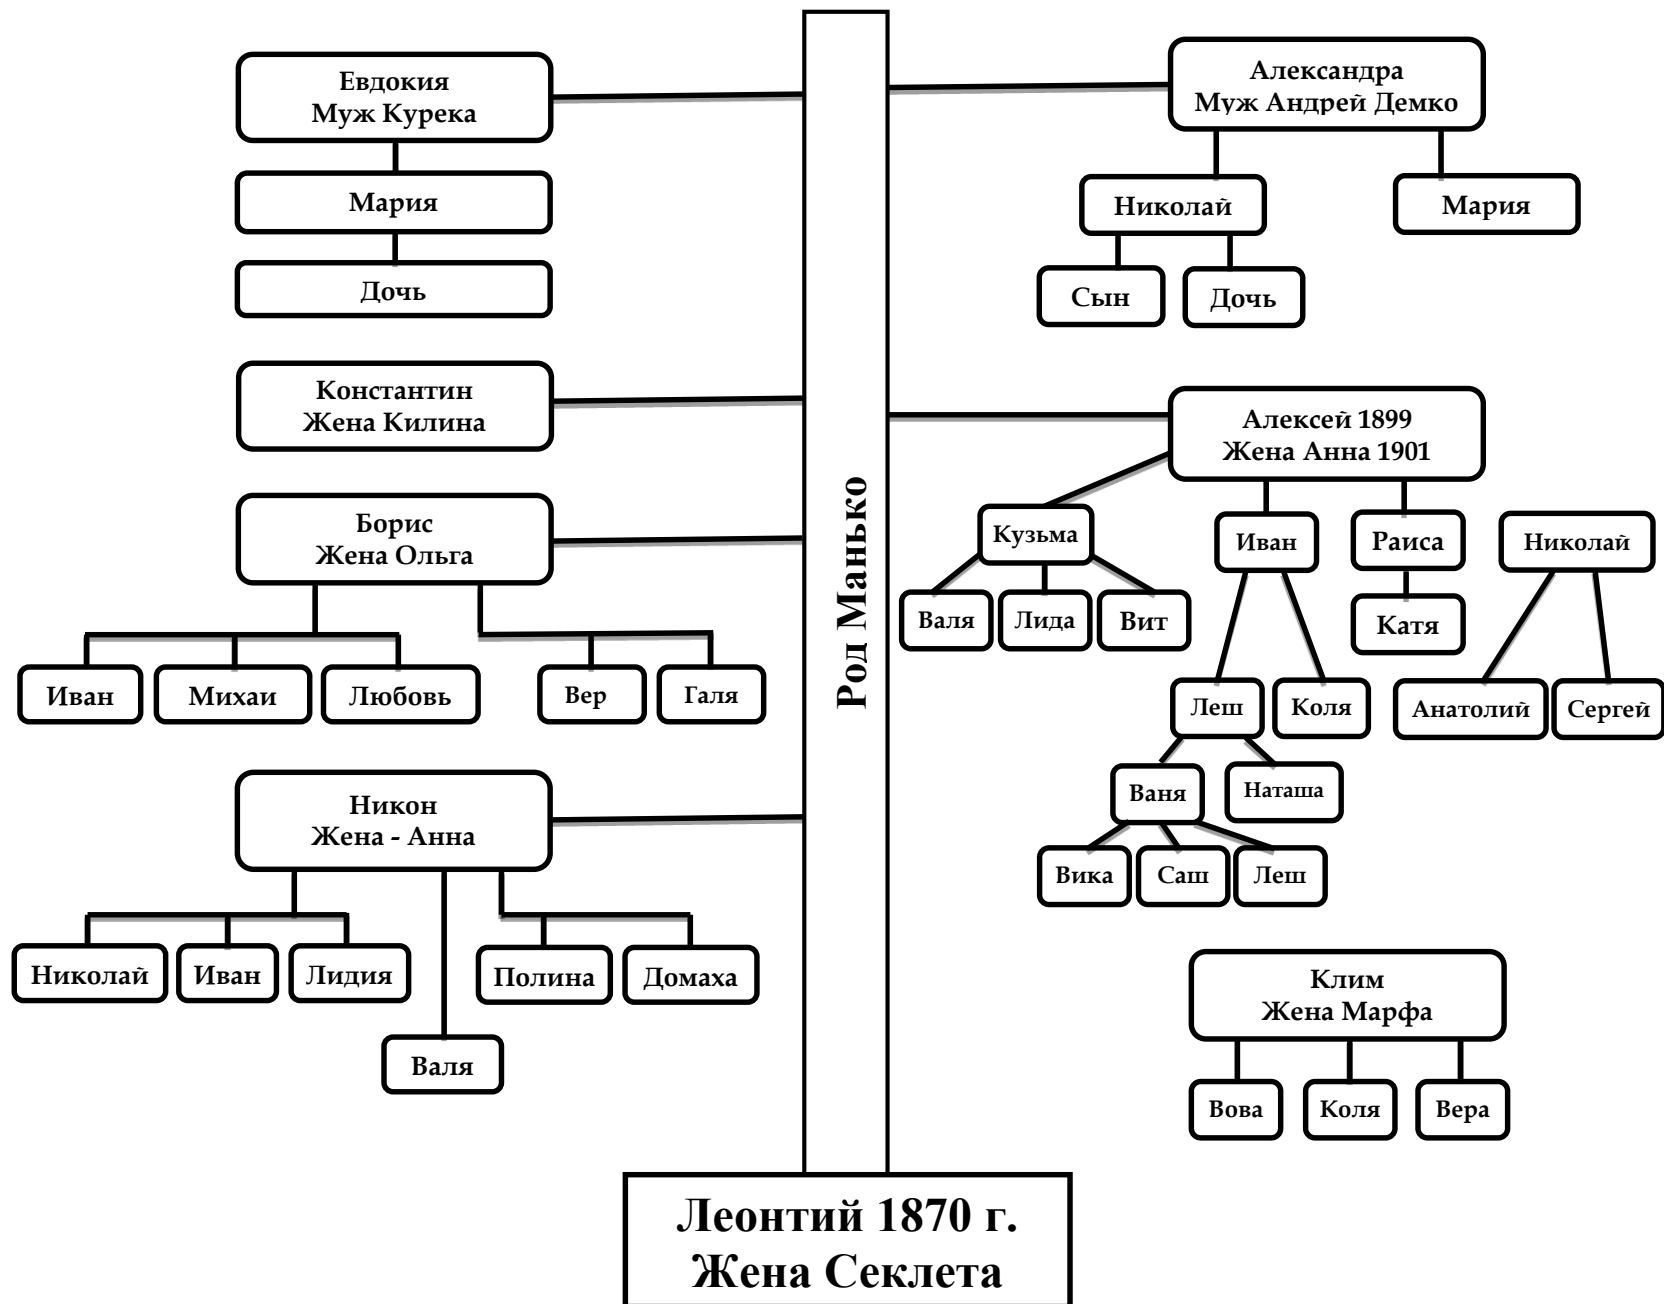 Евдокия
Муж Курека
Мария
Дочь
Константин
Жена Килина
Борис
Жена Ольга
Иван
Михаи
Любовь
Вер
Галя
Никон
Жена - Анна
Николай
Иван
Лидия
Полина
Домаха
Валя
Род Манько
Александра
Муж Андрей Демко
Николай
Мария
Сын
Дочь
Алексей 1899
Жена Анна 1901
Кузьма
Иван
Раиса
Николай
Валя
Лида
Вит
Катя
Леш
Коля
Анатолий
Сергей
Ваня
Наташа
Вика
Саш
Леш
Клим
Жена Марфа
Вова
Коля
Вера
Леонтий 1870 г.
Жена Секлета